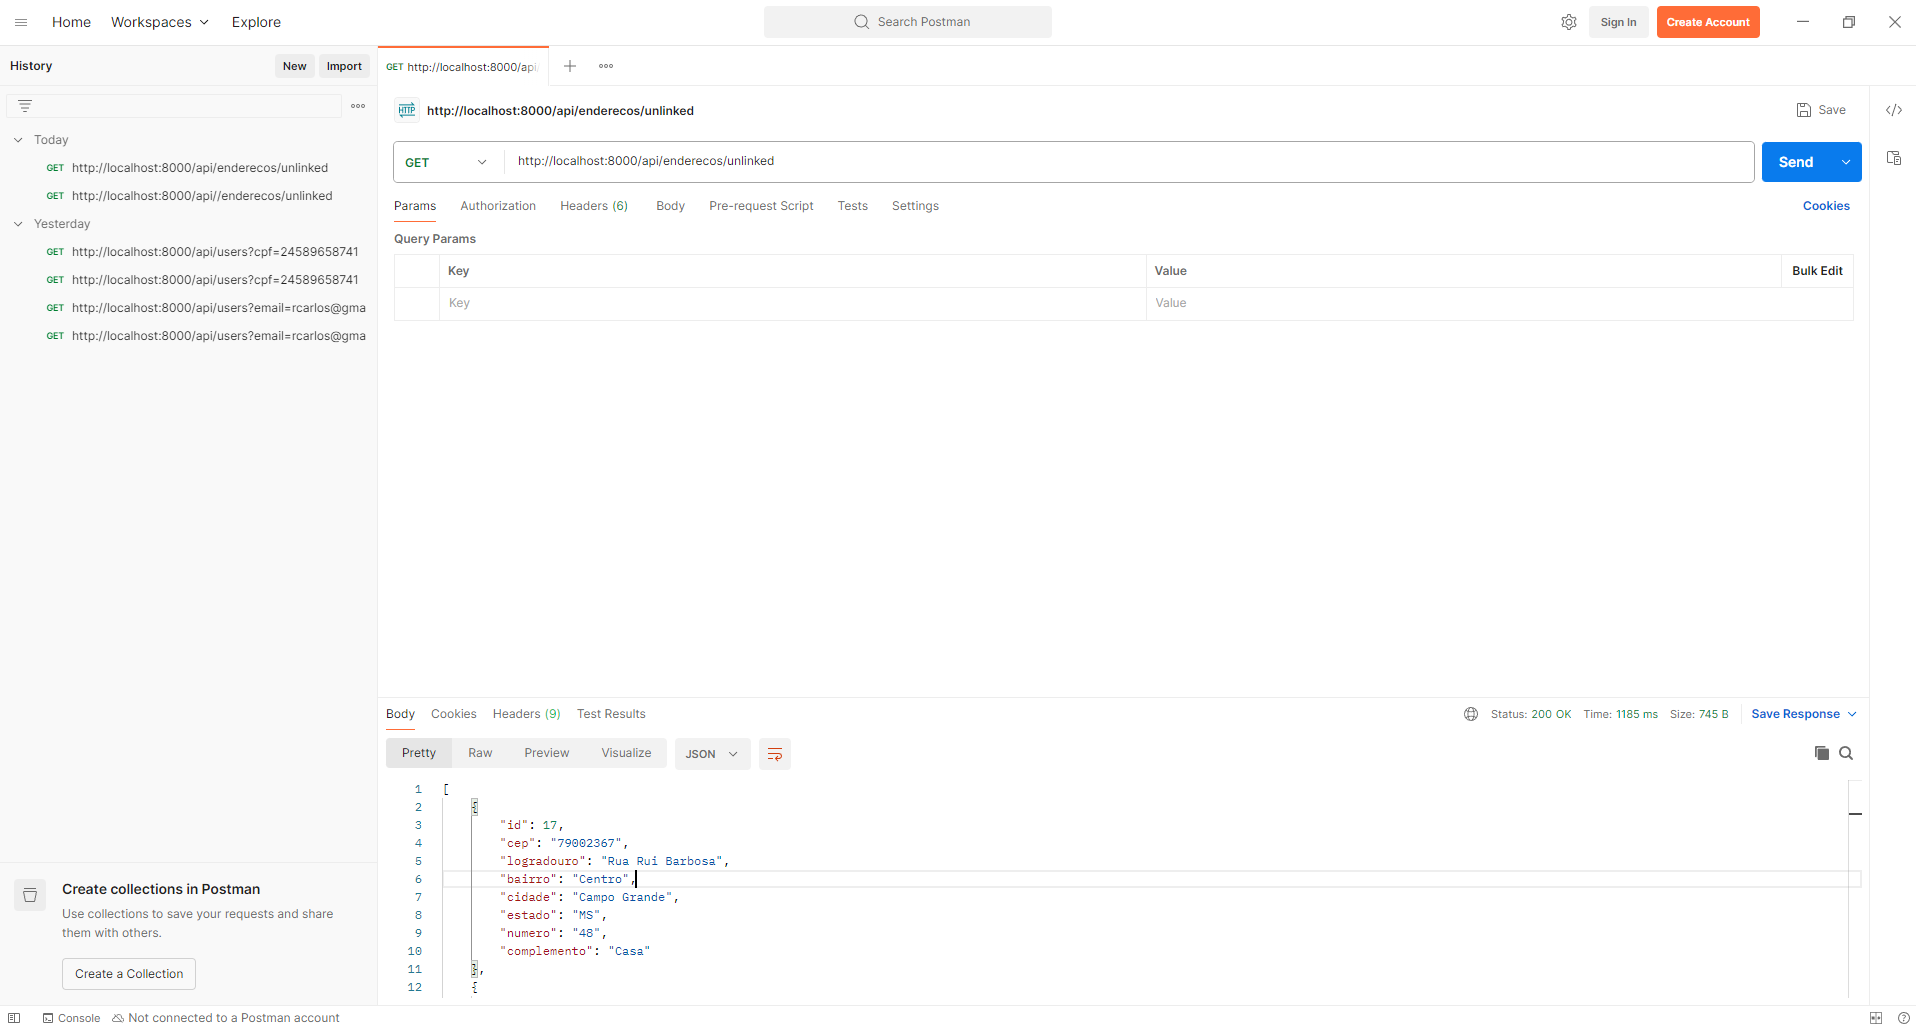 Home Workspaces Explore Search Postman Sign In Create Account
History New Import GET http://localhost:8000/api/
http://localhost:8000/api/enderecos/unlinked Save
Today
GET http://localhost:8000/api/enderecos/unlinked
GET http://localhost:8000/api//enderecos/unlinked
Yesterday
GET http://localhost:8000/api/users?cpf=24589658741
GET http://localhost:8000/api/users?cpf=24589658741
GET http://localhost:8000/api/users?email=rcarlos@gma
GET http://localhost:8000/api/users?email=rcarlos@gma
Create collections in Postman
Use collections to save your requests and share
them with others.
Create a Collection
HTTP
GET http://localhost:8000/api/enderecos/unlinked Send
Params Authorization Headers (6) Body Pre-request Script Tests Settings Cookies
Query Params
Key Value Bulk Edit
Key Value
Body Cookies Headers (9) Test Results Status: 200 OK Time: 1185 ms Size: 745 B Save Response
Pretty Raw Preview Visualize JSON
1 [
2 {
3 "id": 17,
4 "cep": "79002367",
5 "logradouro": "Rua Rui Barbosa",
6 "bairro": "Centro",
7 "cidade": "Campo Grande",
8 "estado": "MS",
9 "numero": "48",
10 "complemento": "Casa"
11 },
12 {
Console Not connected to a Postman account